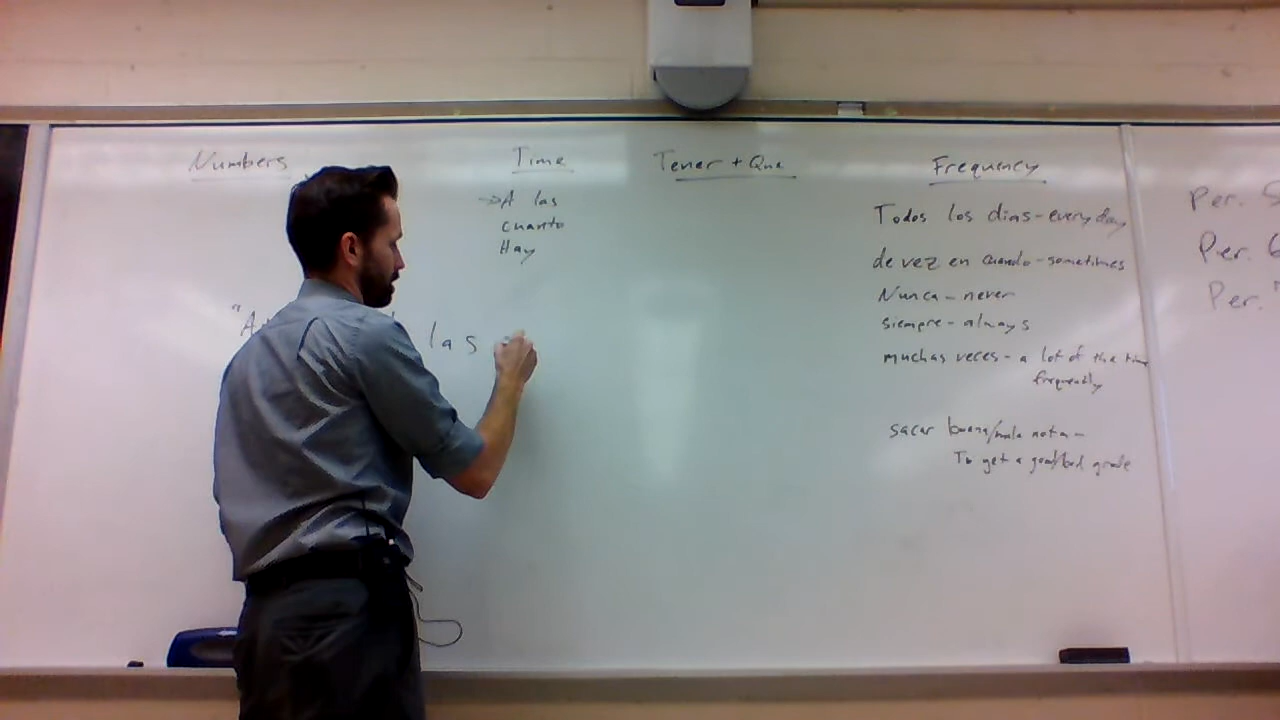 Numbers
Time
→A las
cuanto
Hay
"A
las
Tener + Que
Frequency
Todos los dias - every day
de vez en cuando - sometimes
Nunca - never
siempre - always
muchas veces - a lot of the time
frequently
sacar buena/mala nota -
To get a good/bad grade
Per. 5
Per. 6
Per.